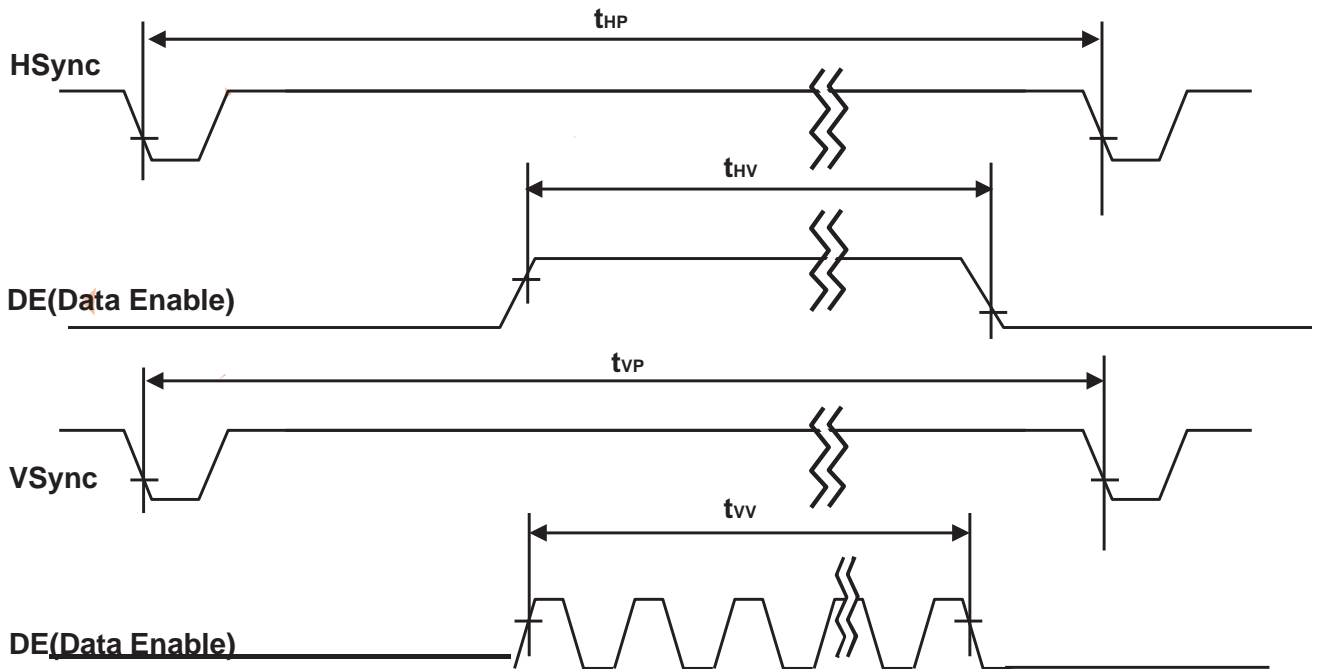 tHP
HSync
tHV
DE(Data Enable)
tVP
VSync
tVV
DE(Data Enable)